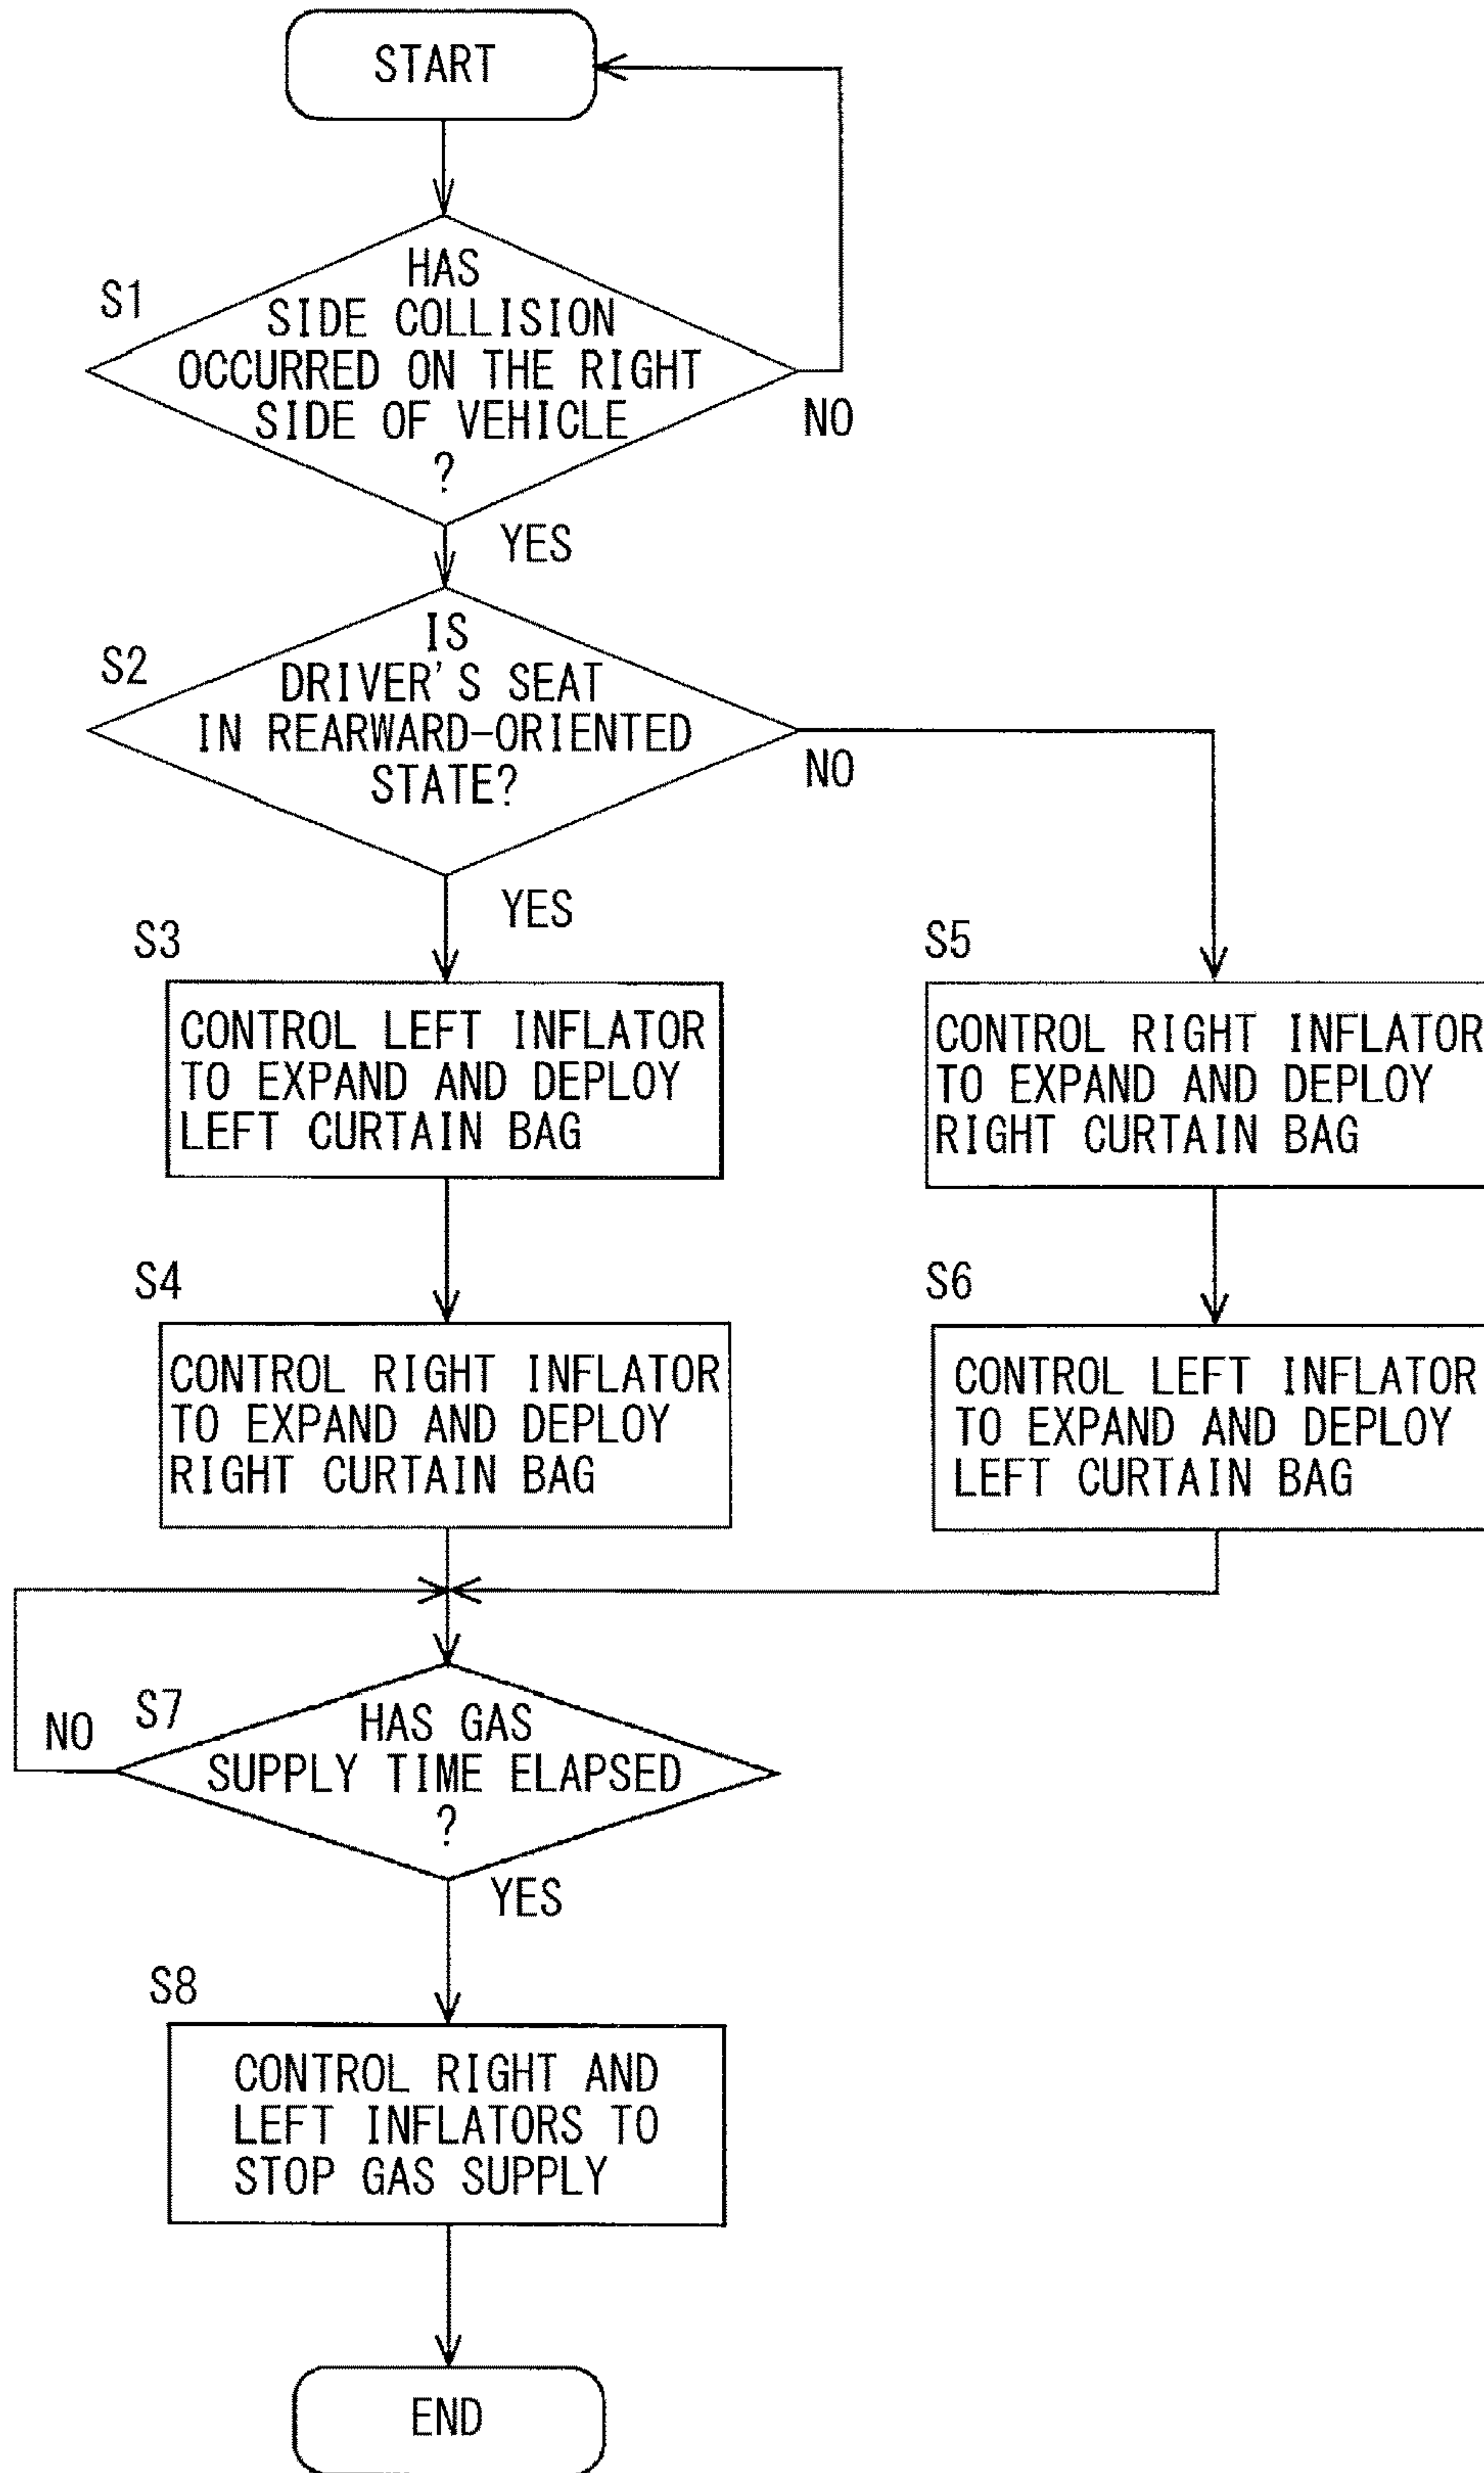 START
S1
HAS
SIDE COLLISION
OCCURRED ON THE RIGHT
SIDE OF VEHICLE
?
NO
YES
S2
IS
DRIVER'S SEAT
IN REARWARD-ORIENTED
STATE?
NO
YES
S3
CONTROL LEFT INFLATOR
TO EXPAND AND DEPLOY
LEFT CURTAIN BAG
S5
CONTROL RIGHT INFLATOR
TO EXPAND AND DEPLOY
RIGHT CURTAIN BAG
S4
CONTROL RIGHT INFLATOR
TO EXPAND AND DEPLOY
RIGHT CURTAIN BAG
S6
CONTROL LEFT INFLATOR
TO EXPAND AND DEPLOY
LEFT CURTAIN BAG
S7
NO
HAS GAS
SUPPLY TIME ELAPSED
?
YES
S8
CONTROL RIGHT AND
LEFT INFLATORS TO
STOP GAS SUPPLY
END